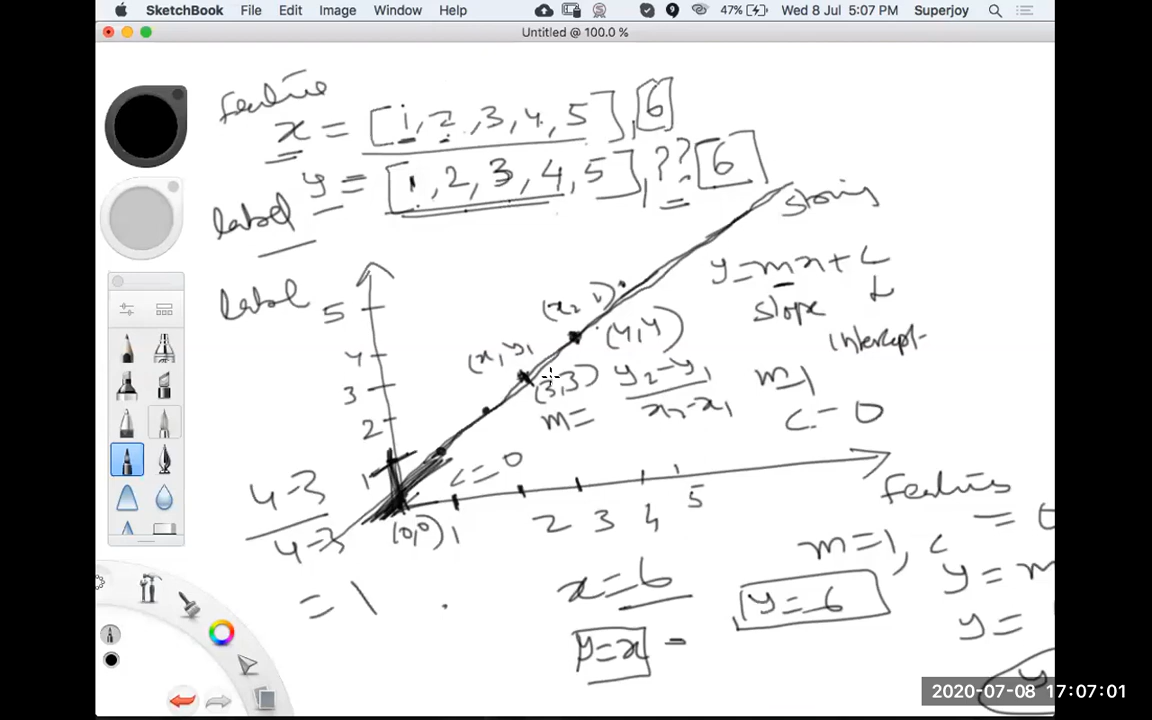 SketchBook File Edit Image Window Help 47% Wed 8 Jul 5:07 PM Superjoy
Untitled @ 100.0 %
feature
x = [1, 2, 3, 4, 5], [6]
y = [1, 2, 3, 4, 5], ?? [6]
label
y = mx + c
slope
intercept
label
5
4
3
2
1
(x2
(4,4)
(x1 y1
(3,3)
m = y2-y1
x2-x1
m=1
c = 0
c = 0
(0,0)
1 2 3 4 5
features
4-3
4-3
= 1
x = 6
y = x =
y = 6
m=1, c = 0
y = m
y =
y
2020-07-08 17:07:01